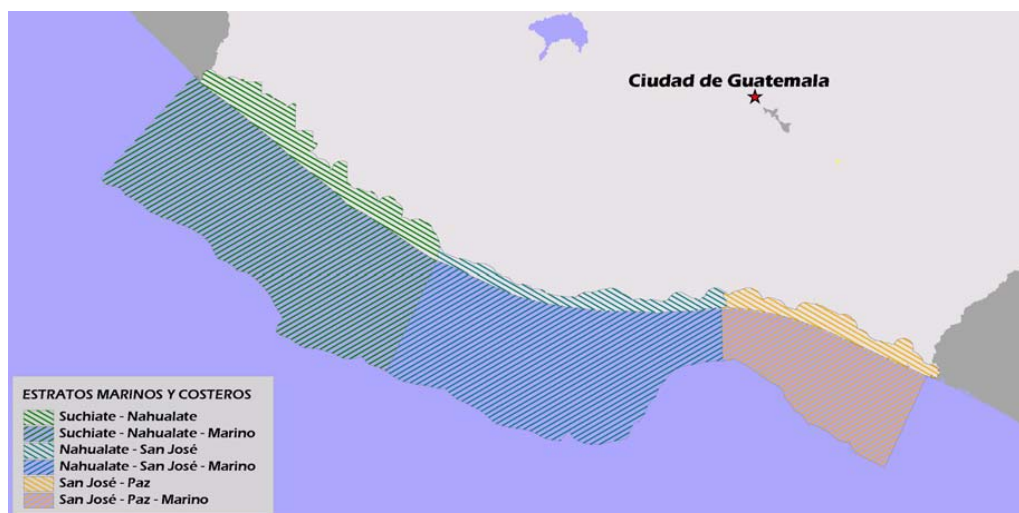 Ciudad de Guatemala
ESTRATOS MARINOS Y COSTEROS
Suchiate - Nahualate
Suchiate - Nahualate - Marino
Nahualate - San José
Nahualate - San José - Marino
San José - Paz
San José - Paz - Marino